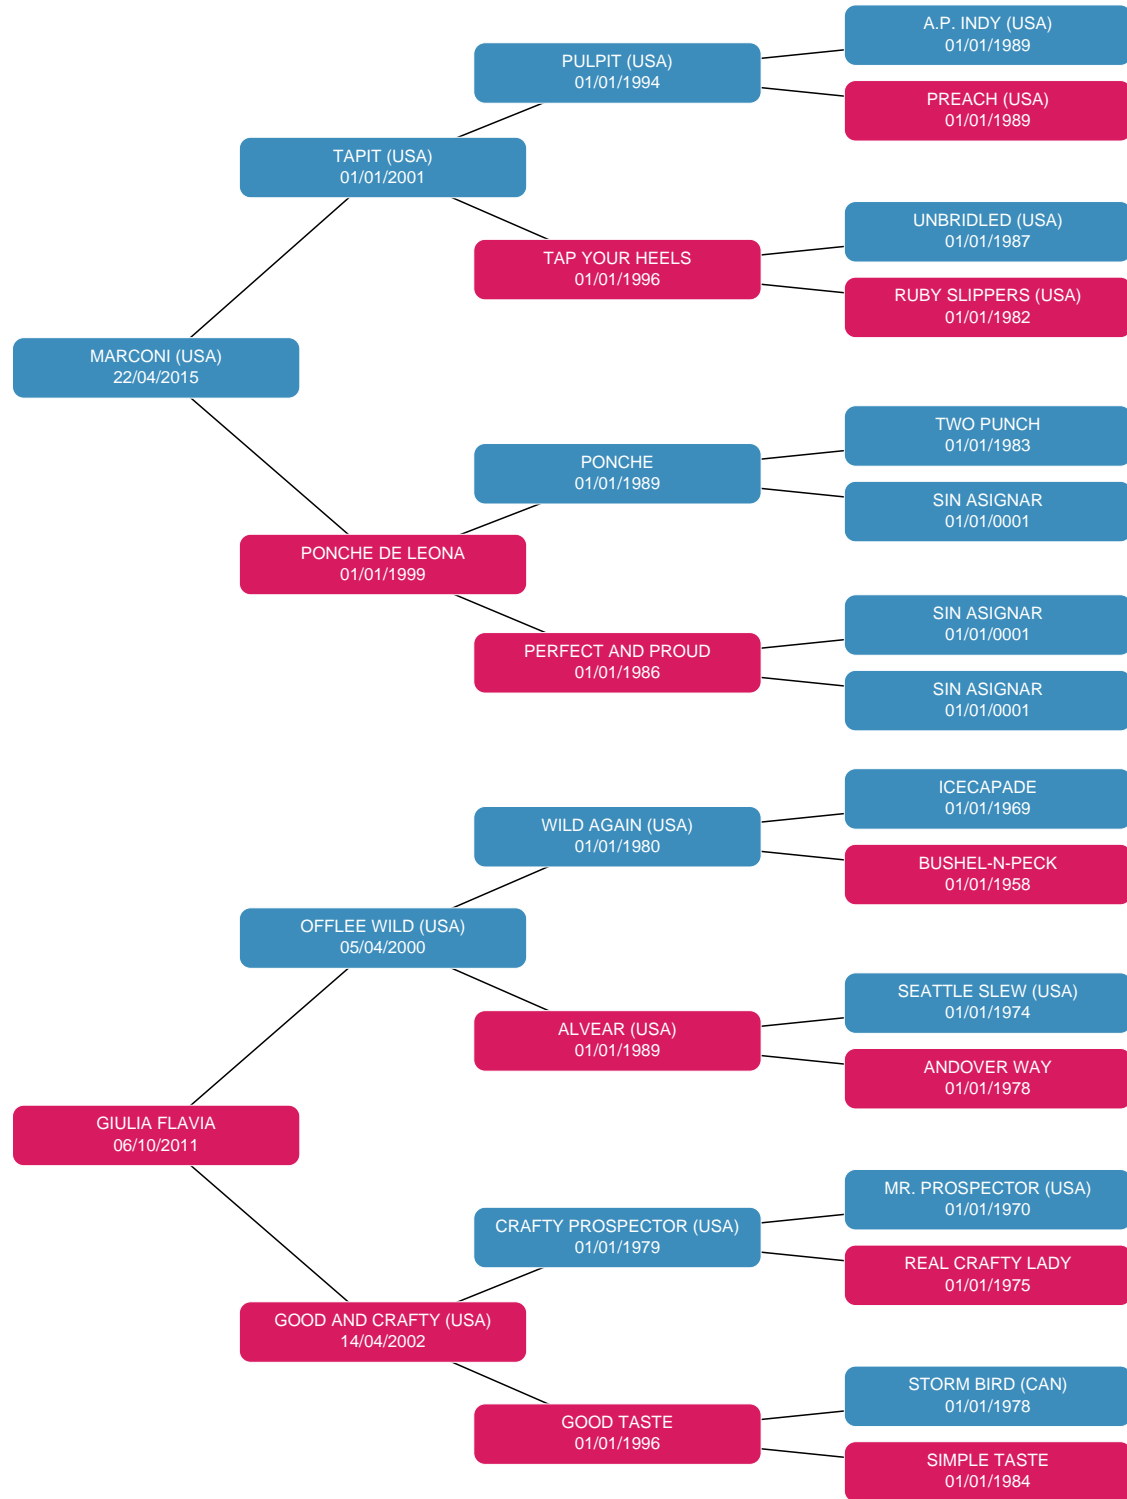 A.P. INDY (USA)
01/01/1989
PULPIT (USA)
01/01/1994
PREACH (USA)
01/01/1989
TAPIT (USA)
01/01/2001
UNBRIDLED (USA)
01/01/1987
TAP YOUR HEELS
01/01/1996
RUBY SLIPPERS (USA)
01/01/1982
MARCONI (USA)
22/04/2015
TWO PUNCH
01/01/1983
PONCHE
01/01/1989
SIN ASIGNAR
01/01/0001
PONCHE DE LEONA
01/01/1999
SIN ASIGNAR
01/01/0001
PERFECT AND PROUD
01/01/1986
SIN ASIGNAR
01/01/0001
ICECAPADE
01/01/1969
WILD AGAIN (USA)
01/01/1980
BUSHEL-N-PECK
01/01/1958
OFFLEE WILD (USA)
05/04/2000
SEATTLE SLEW (USA)
01/01/1974
ALVEAR (USA)
01/01/1989
ANDOVER WAY
01/01/1978
GIULIA FLAVIA
06/10/2011
MR. PROSPECTOR (USA)
01/01/1970
CRAFTY PROSPECTOR (USA)
01/01/1979
REAL CRAFTY LADY
01/01/1975
GOOD AND CRAFTY (USA)
14/04/2002
STORM BIRD (CAN)
01/01/1978
GOOD TASTE
01/01/1996
SIMPLE TASTE
01/01/1984